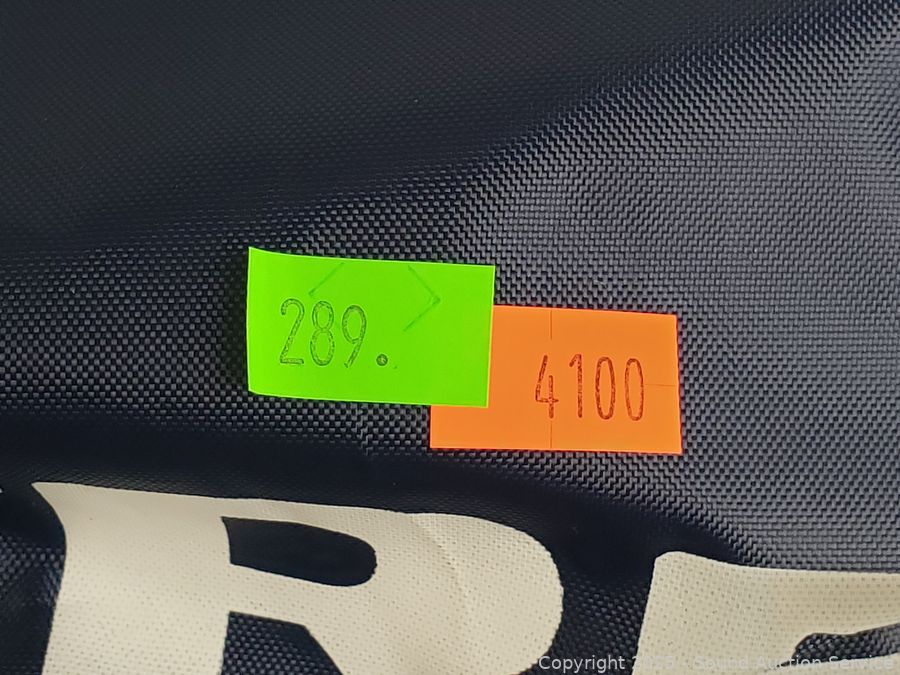 289.
4100
R
Copyright 2025 - Sound Auction Service